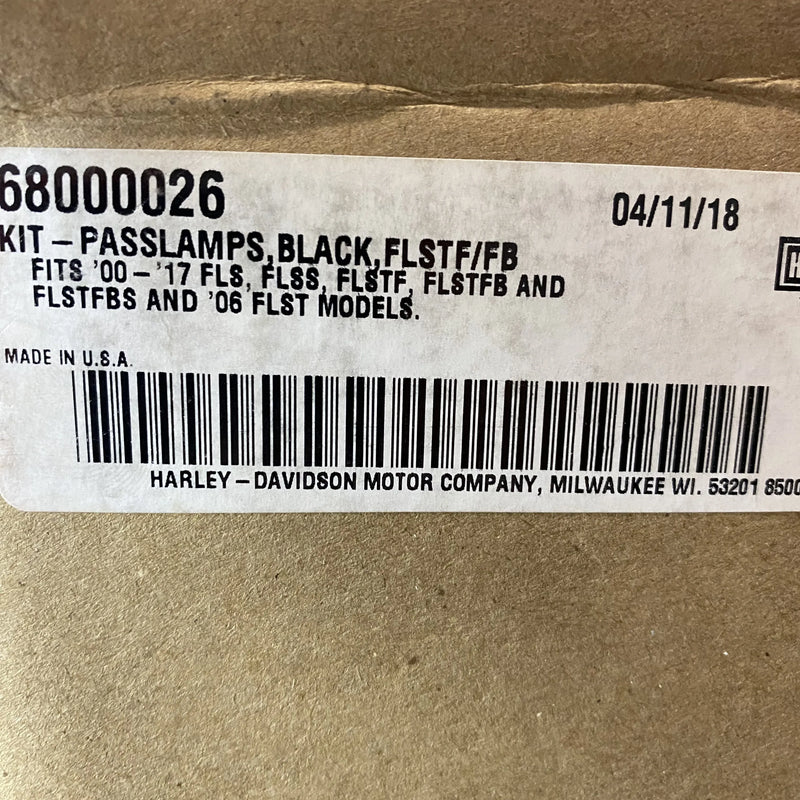 68000026
04/11/18
KIT – PASSLAMPS, BLACK, FLSTF/FB
FITS '00 – '17 FLS, FLSS, FLSTF, FLSTFB AND
FLSTFBS AND '06 FLST MODELS.
MADE IN U.S.A.
HARLEY – DAVIDSON MOTOR COMPANY, MILWAUKEE WI. 53201 8500